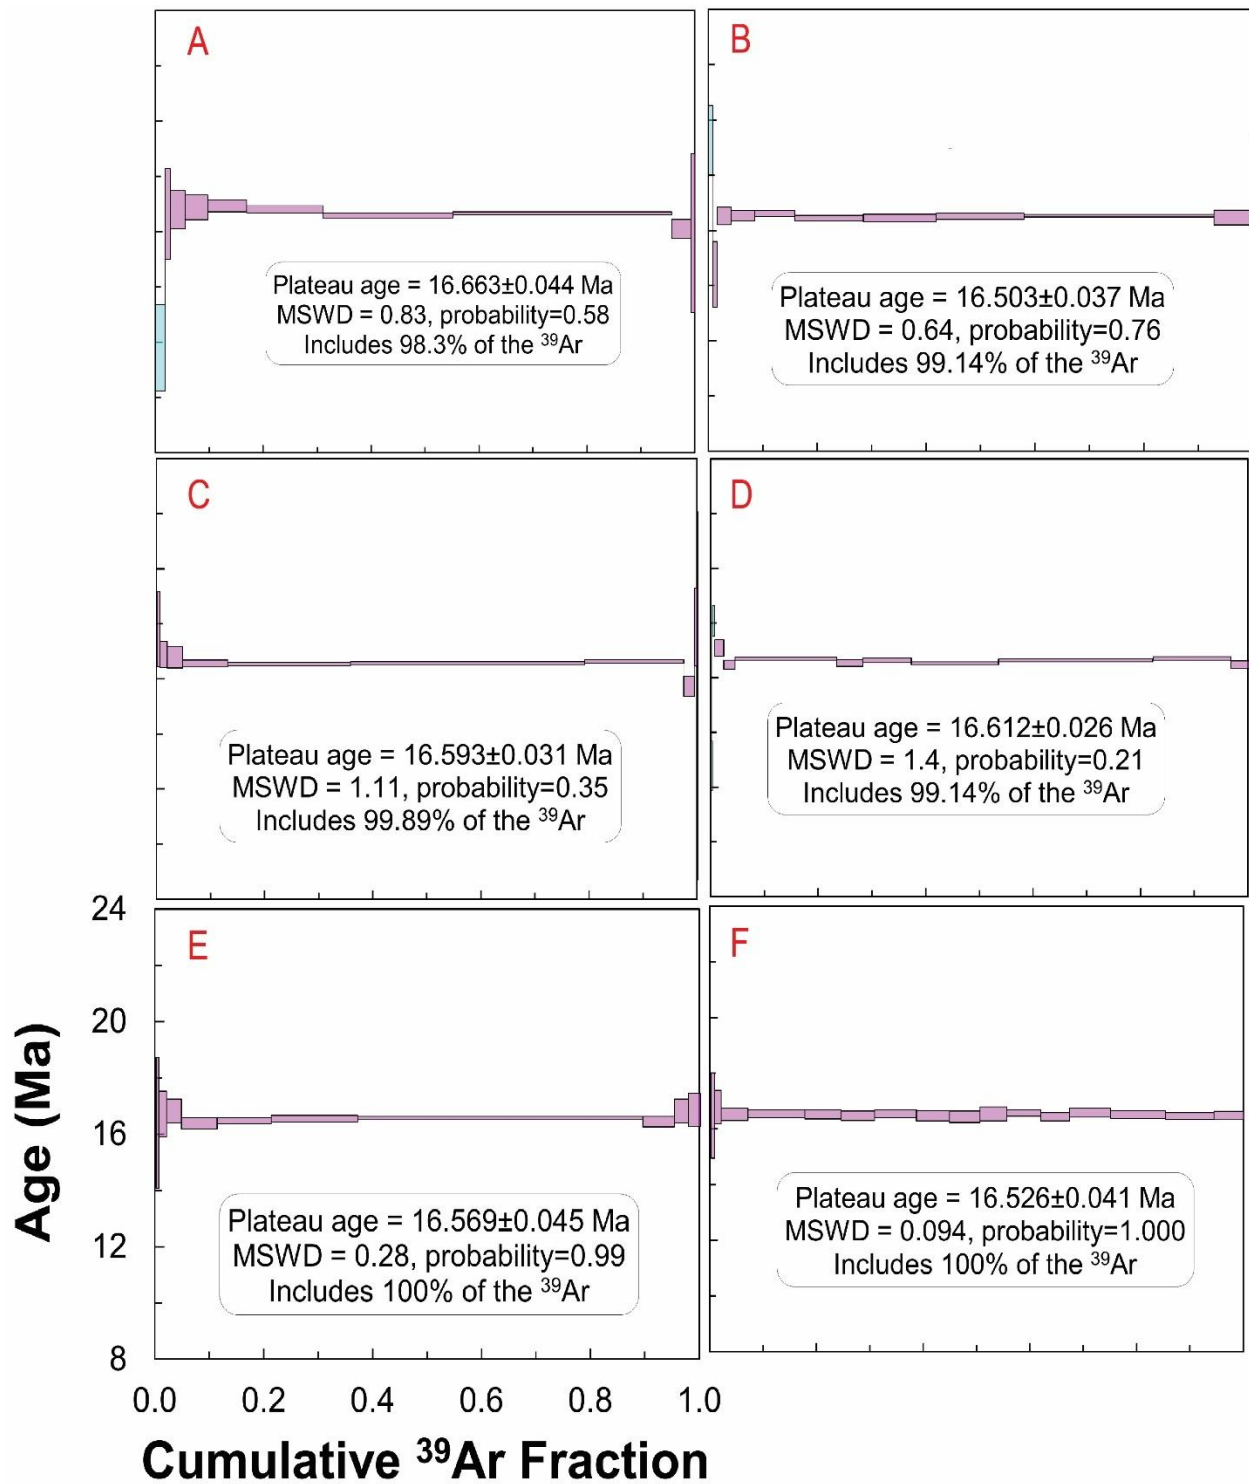 A
Plateau age = 16.663±0.044 Ma
MSWD = 0.83, probability=0.58
Includes 98.3% of the ³⁹Ar
B
Plateau age = 16.503±0.037 Ma
MSWD = 0.64, probability=0.76
Includes 99.14% of the ³⁹Ar
C
Plateau age = 16.593±0.031 Ma
MSWD = 1.11, probability=0.35
Includes 99.89% of the ³⁹Ar
D
Plateau age = 16.612±0.026 Ma
MSWD = 1.4, probability=0.21
Includes 99.14% of the ³⁹Ar
E
Plateau age = 16.569±0.045 Ma
MSWD = 0.28, probability=0.99
Includes 100% of the ³⁹Ar
F
Plateau age = 16.526±0.041 Ma
MSWD = 0.094, probability=1.000
Includes 100% of the ³⁹Ar
Age (Ma)
24
20
16
12
8
0.0 0.2 0.4 0.6 0.8 1.0
Cumulative ³⁹Ar Fraction